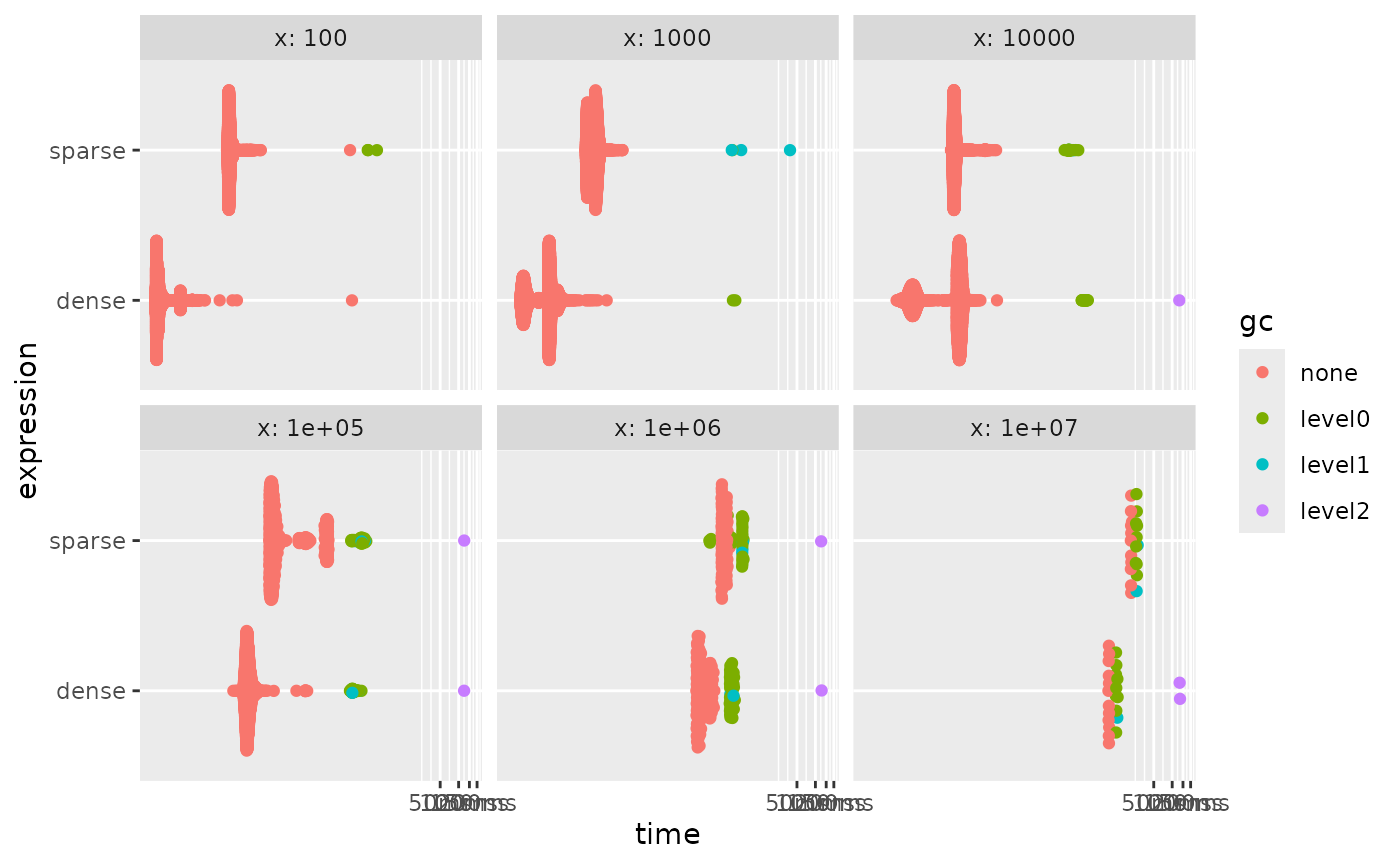 x: 100
x: 1000
x: 10000
sparse
dense
x: 1e+05
x: 1e+06
x: 1e+07
sparse
dense
expression
time
gc
none
level0
level1
level2